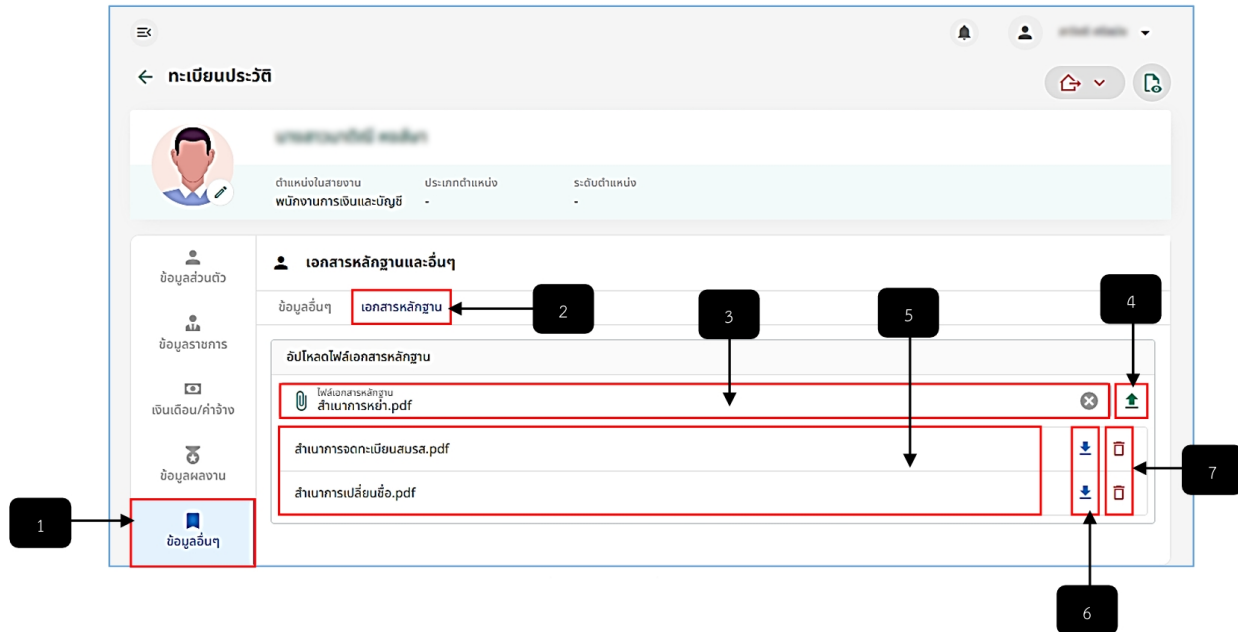 ทะเบียนประวัติ
ตำแหน่งในสายงาน ประเภทตำแหน่ง ระดับตำแหน่ง
พนักงานการเงินและบัญชี - -
ข้อมูลส่วนตัว
ข้อมูลราชการ
เงินเดือน/ค่าจ้าง
ข้อมูลผลงาน
ข้อมูลอื่นๆ
เอกสารหลักฐานและอื่นๆ
ข้อมูลอื่นๆ เอกสารหลักฐาน
อัปโหลดไฟล์เอกสารหลักฐาน
ไฟล์เอกสารหลักฐาน
สำเนาการหย่า.pdf
สำเนาการจดทะเบียนสมรส.pdf
สำเนาการเปลี่ยนชื่อ.pdf
1
2
3
4
5
6
7